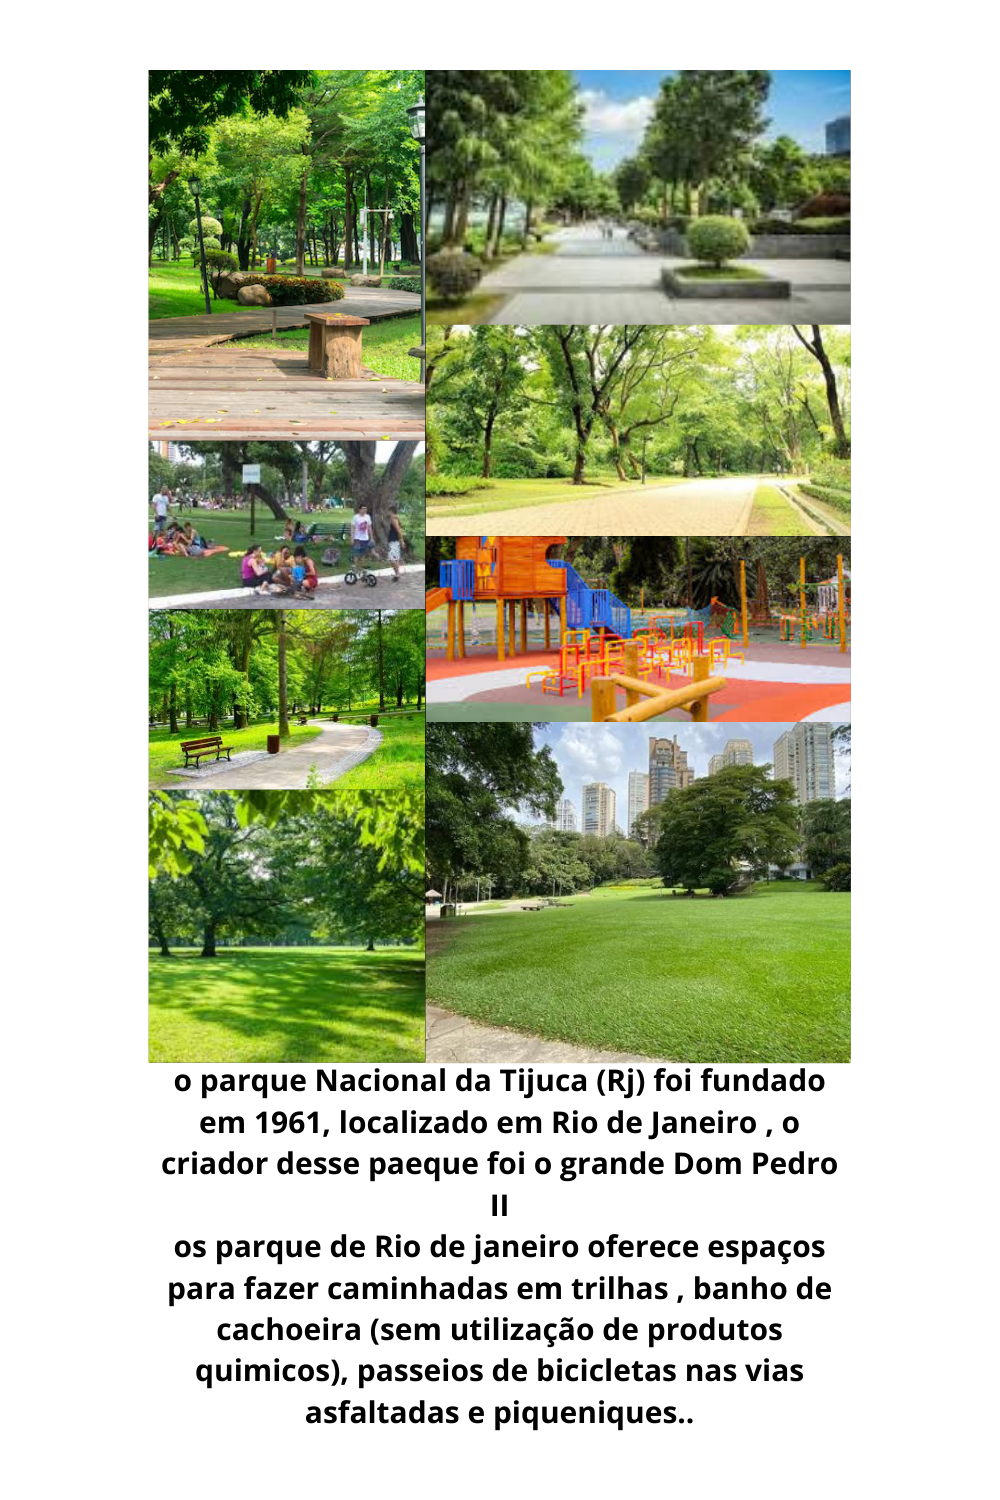 o parque Nacional da Tijuca (Rj) foi fundado
em 1961, localizado em Rio de Janeiro , o
criador desse paeque foi o grande Dom Pedro
II
os parque de Rio de janeiro oferece espaços
para fazer caminhadas em trilhas , banho de
cachoeira (sem utilização de produtos
quimicos), passeios de bicicletas nas vias
asfaltadas e piqueniques..